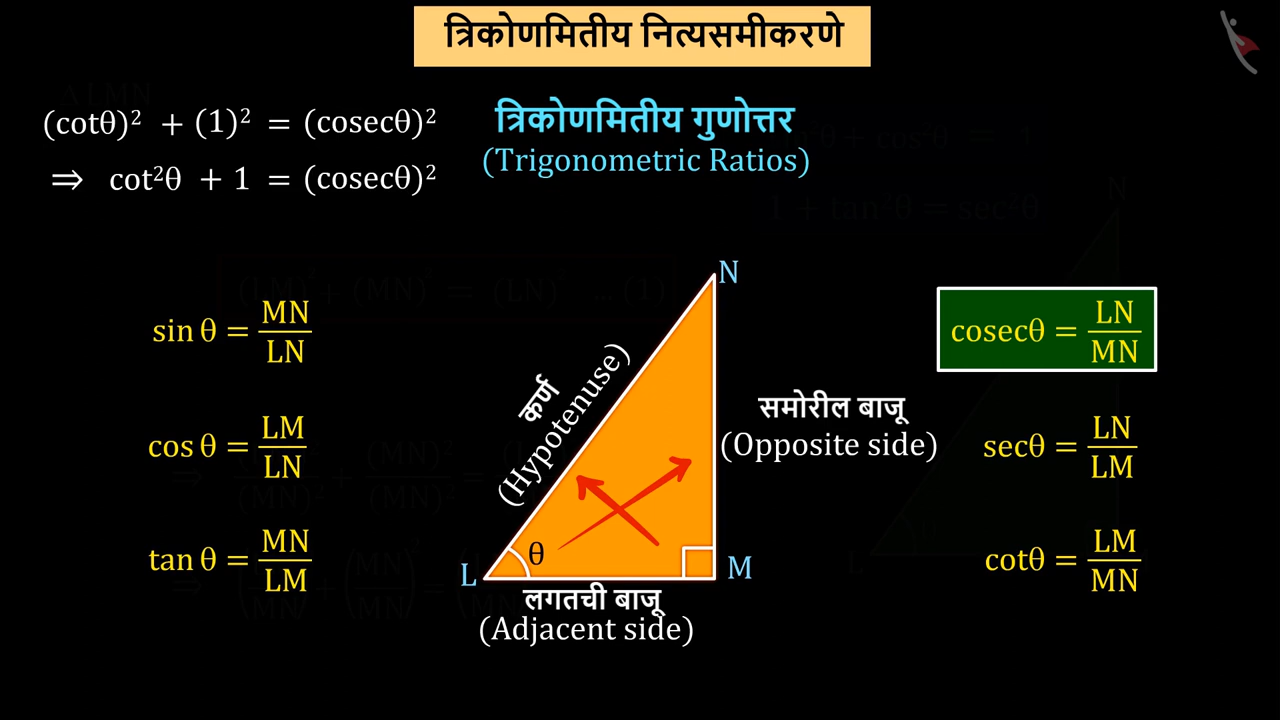 त्रिकोणमितीय नित्यसमीकरणे
(cotθ)² + (1)² = (cosecθ)²
⇒ cot²θ + 1 = (cosecθ)²
त्रिकोणमितीय गुणोत्तर
(Trigonometric Ratios)
sin θ = MN/LN
cos θ = LM/LN
tan θ = MN/LM
N
कर्ण
(Hypotenuse)
समोरील बाजू
(Opposite side)
θ
L
M
लगतची बाजू
(Adjacent side)
cosecθ = LN/MN
secθ = LN/LM
cotθ = LM/MN